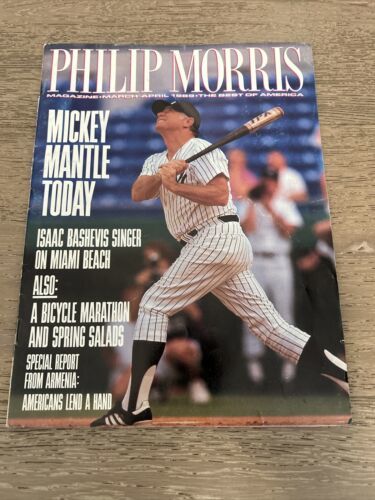 PHILIP MORRIS
MAGAZINE•MARCH-APRIL 1989•THE BEST OF AMERICA
MICKEY
MANTLE
TODAY
ISAAC BASHEVIS SINGER
ON MIAMI BEACH
ALSO:
A BICYCLE MARATHON
AND SPRING SALADS
SPECIAL REPORT
FROM ARMENIA:
AMERICANS LEND A HAND